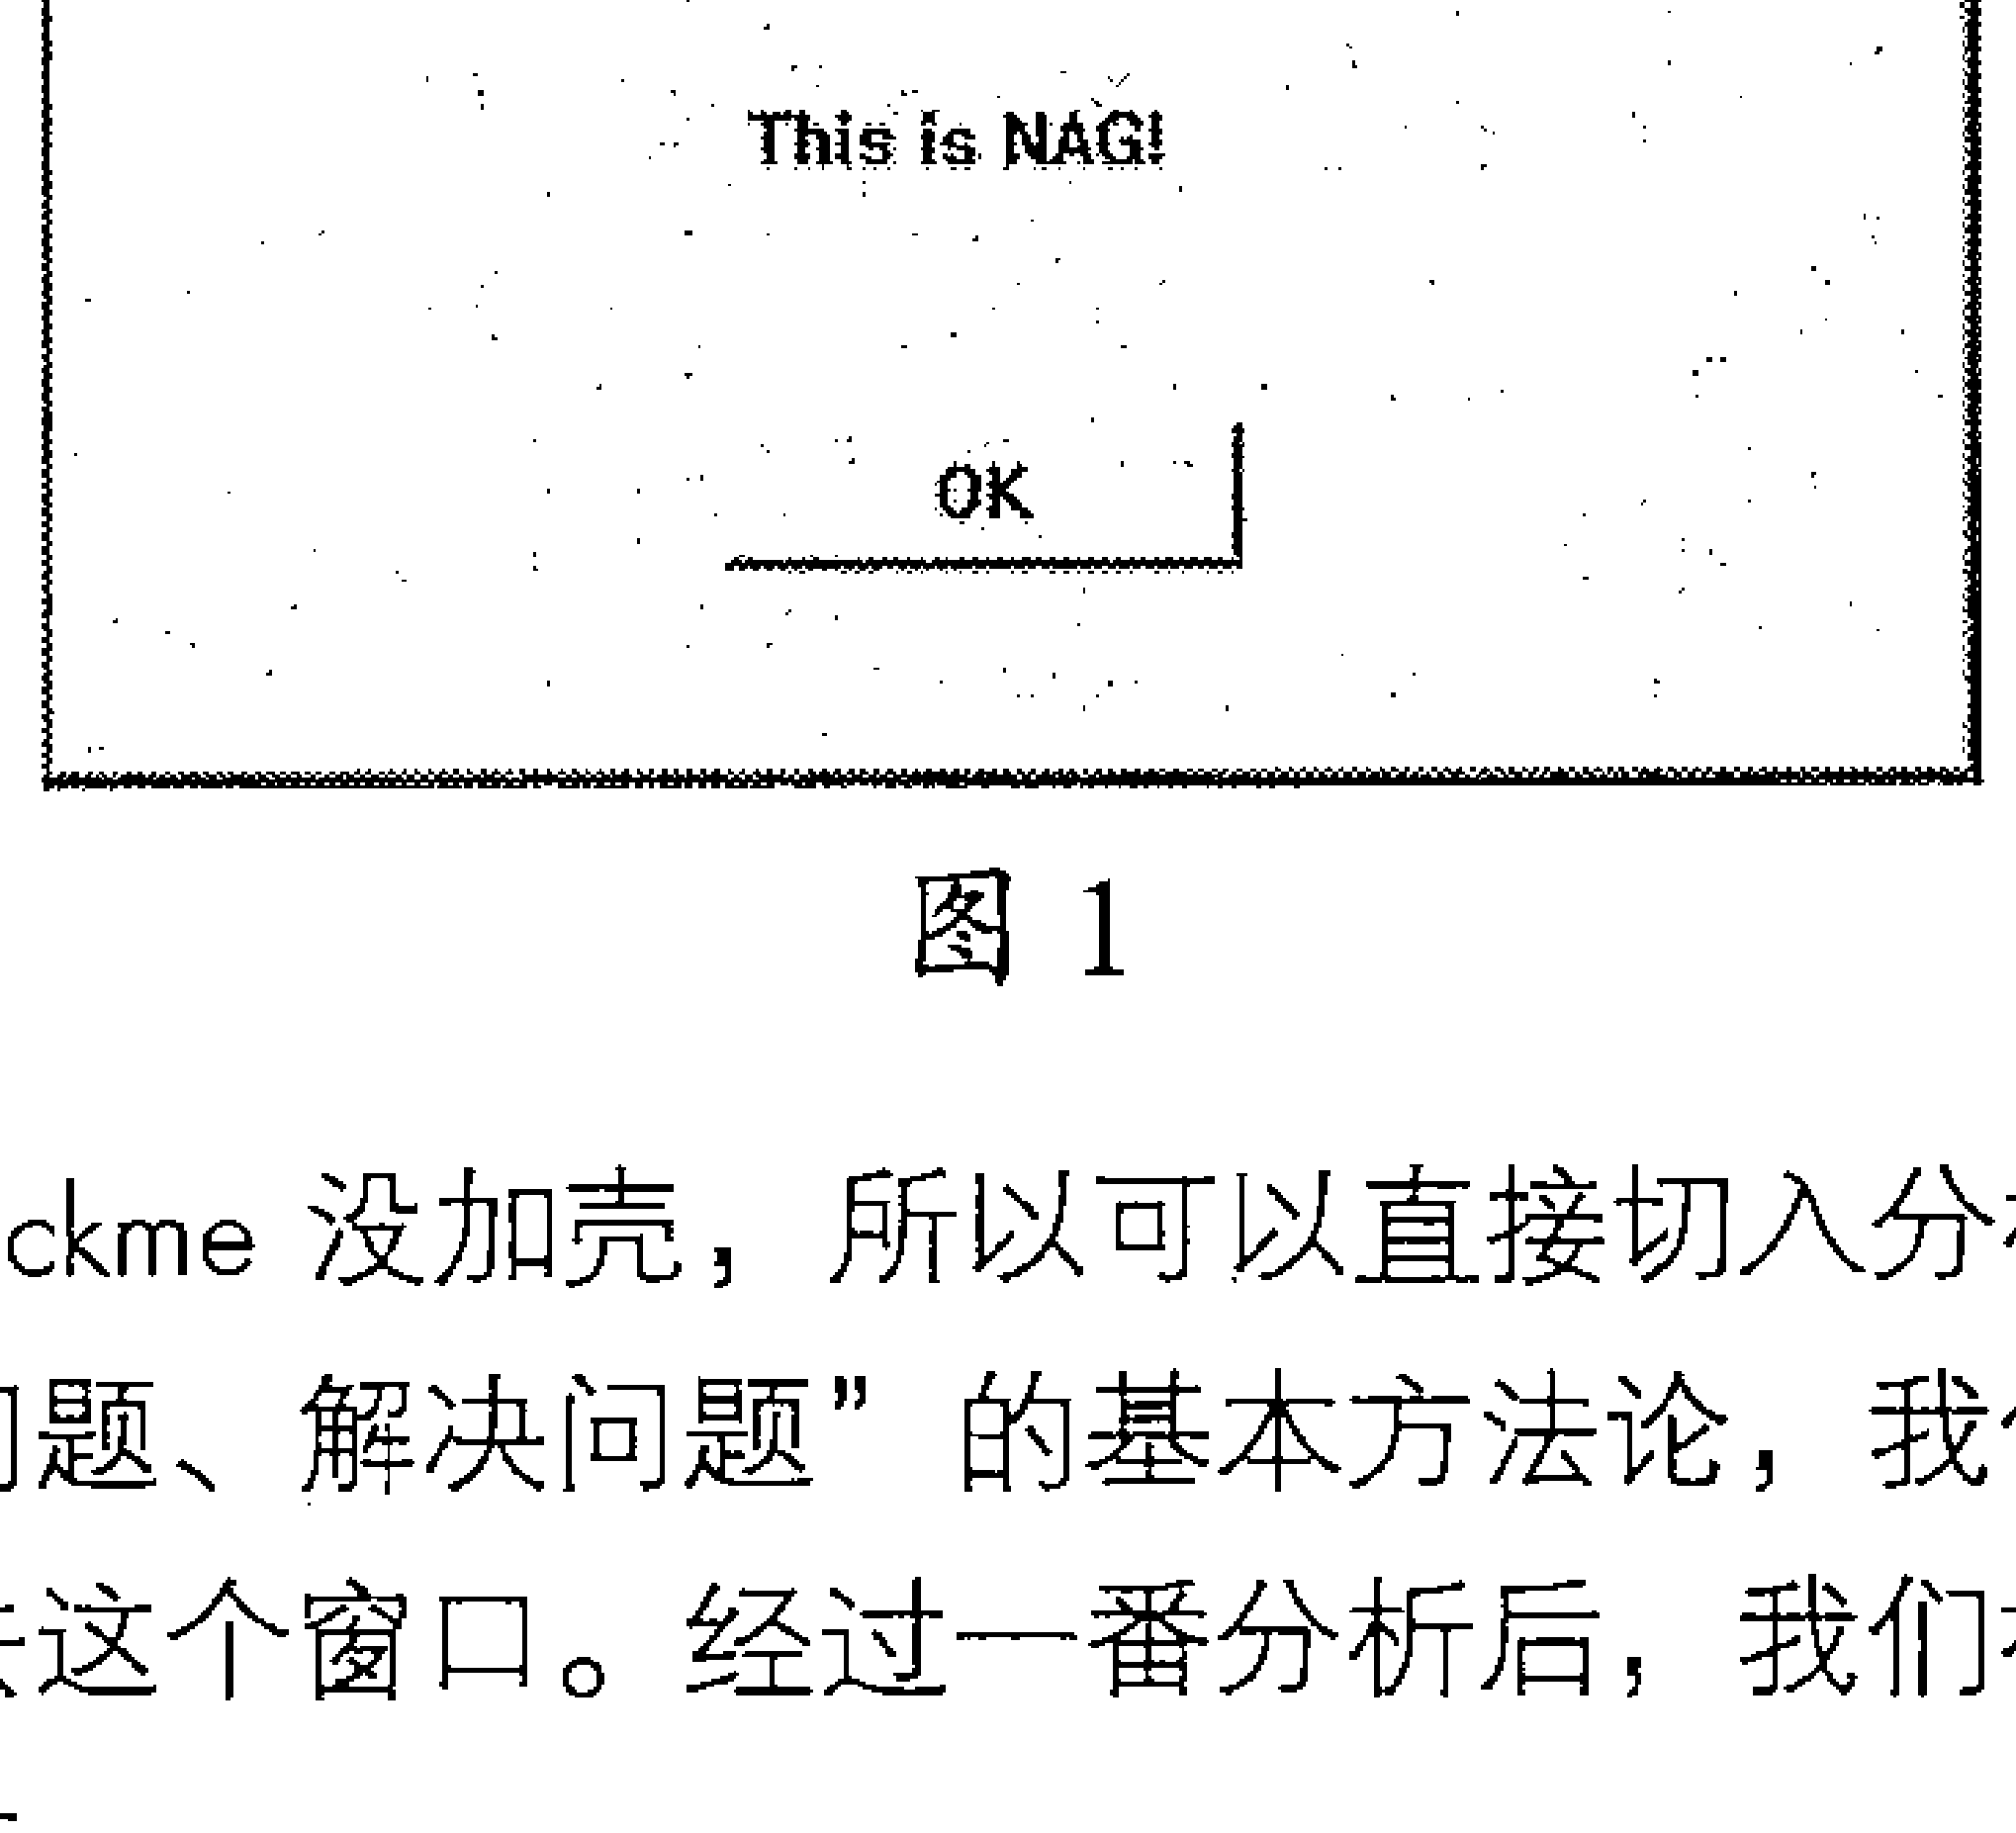 This is NAG!
OK
图 1
ckme 没加壳，所以可以直接切入分
题、解决问题”的基本方法论，我
这个窗口。经过一番分析后，我们